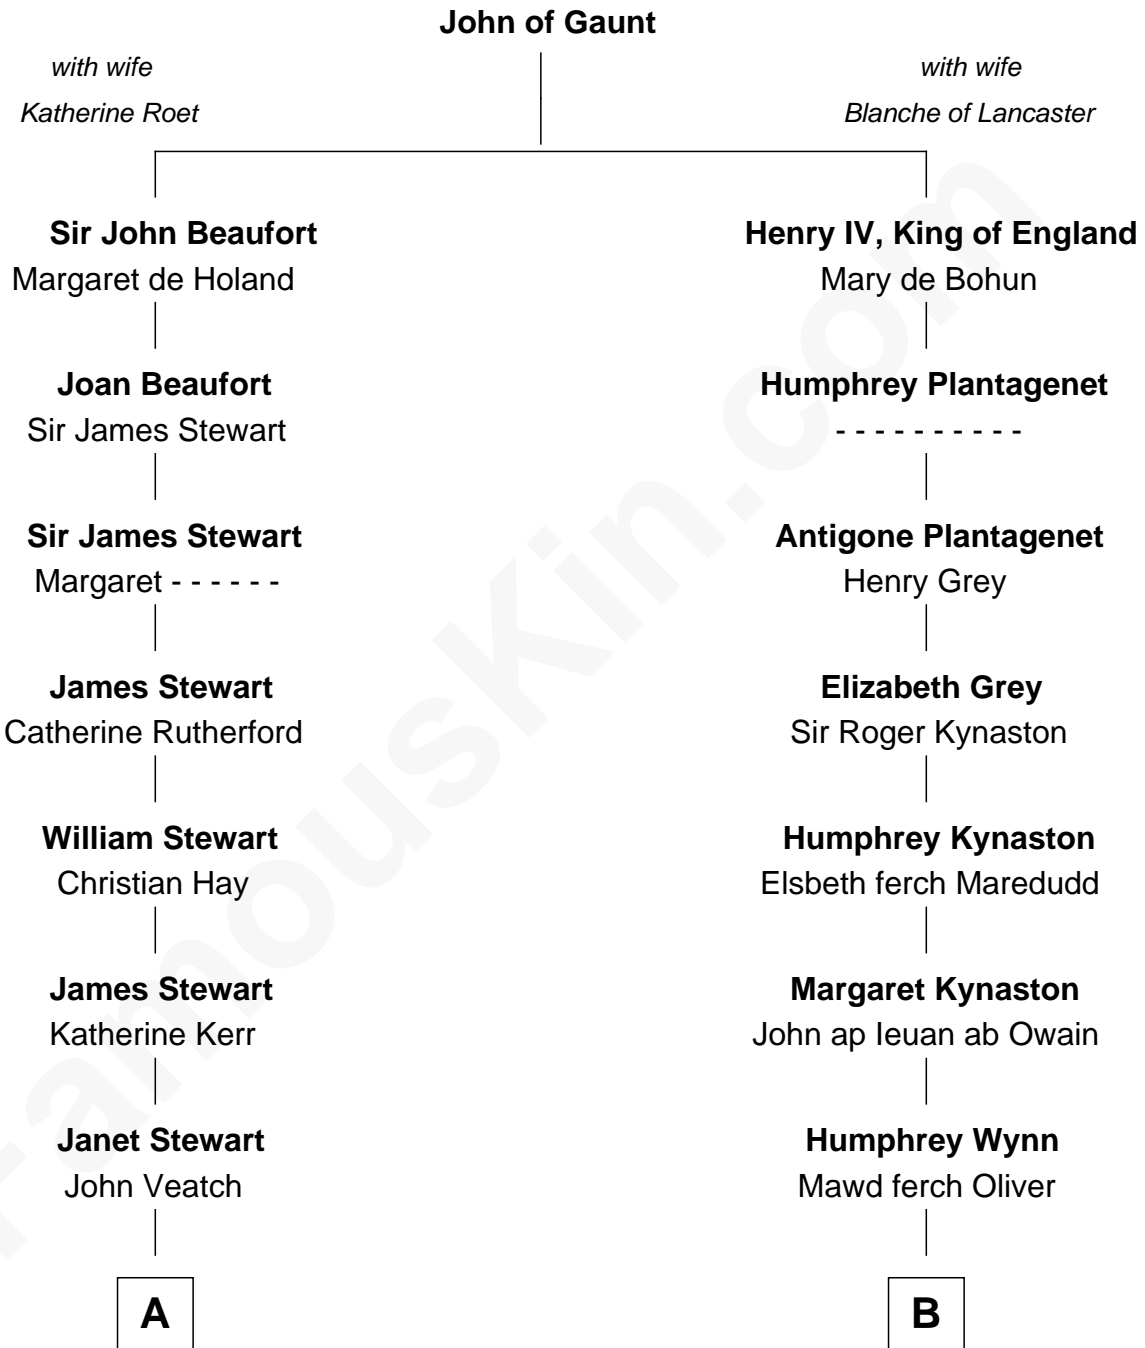 John of Gaunt
with wife
Katherine Roet
with wife
Blanche of Lancaster
Sir John Beaufort
Margaret de Holand
Joan Beaufort
Sir James Stewart
Sir James Stewart
Margaret - - - - - -
James Stewart
Catherine Rutherford
William Stewart
Christian Hay
James Stewart
Katherine Kerr
Janet Stewart
John Veatch
A
Henry IV, King of England
Mary de Bohun
Humphrey Plantagenet
- - - - - - - - - -
Antigone Plantagenet
Henry Grey
Elizabeth Grey
Sir Roger Kynaston
Humphrey Kynaston
Elsbeth ferch Maredudd
Margaret Kynaston
John ap Ieuan ab Owain
Humphrey Wynn
Mawd ferch Oliver
B
FamousKin.com